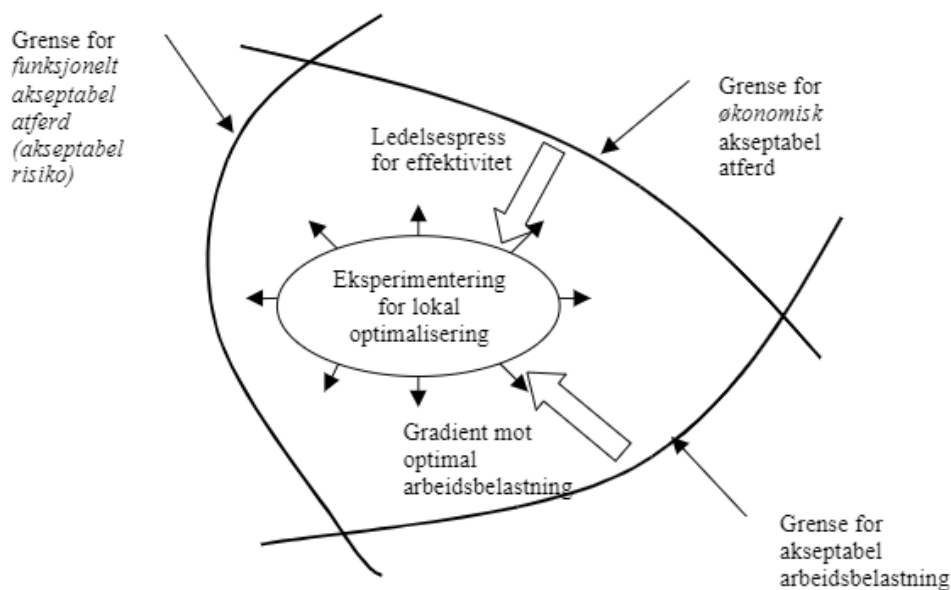 Grense for
funksjonelt
akseptabel
atferd
(akseptabel
risiko)
Grense for
økonomisk
akseptabel
atferd
Ledelsespress
for effektivitet
Eksperimentering
for lokal
optimalisering
Gradient mot
optimal
arbeidsbelastning
Grense for
akseptabel
arbeidsbelastning